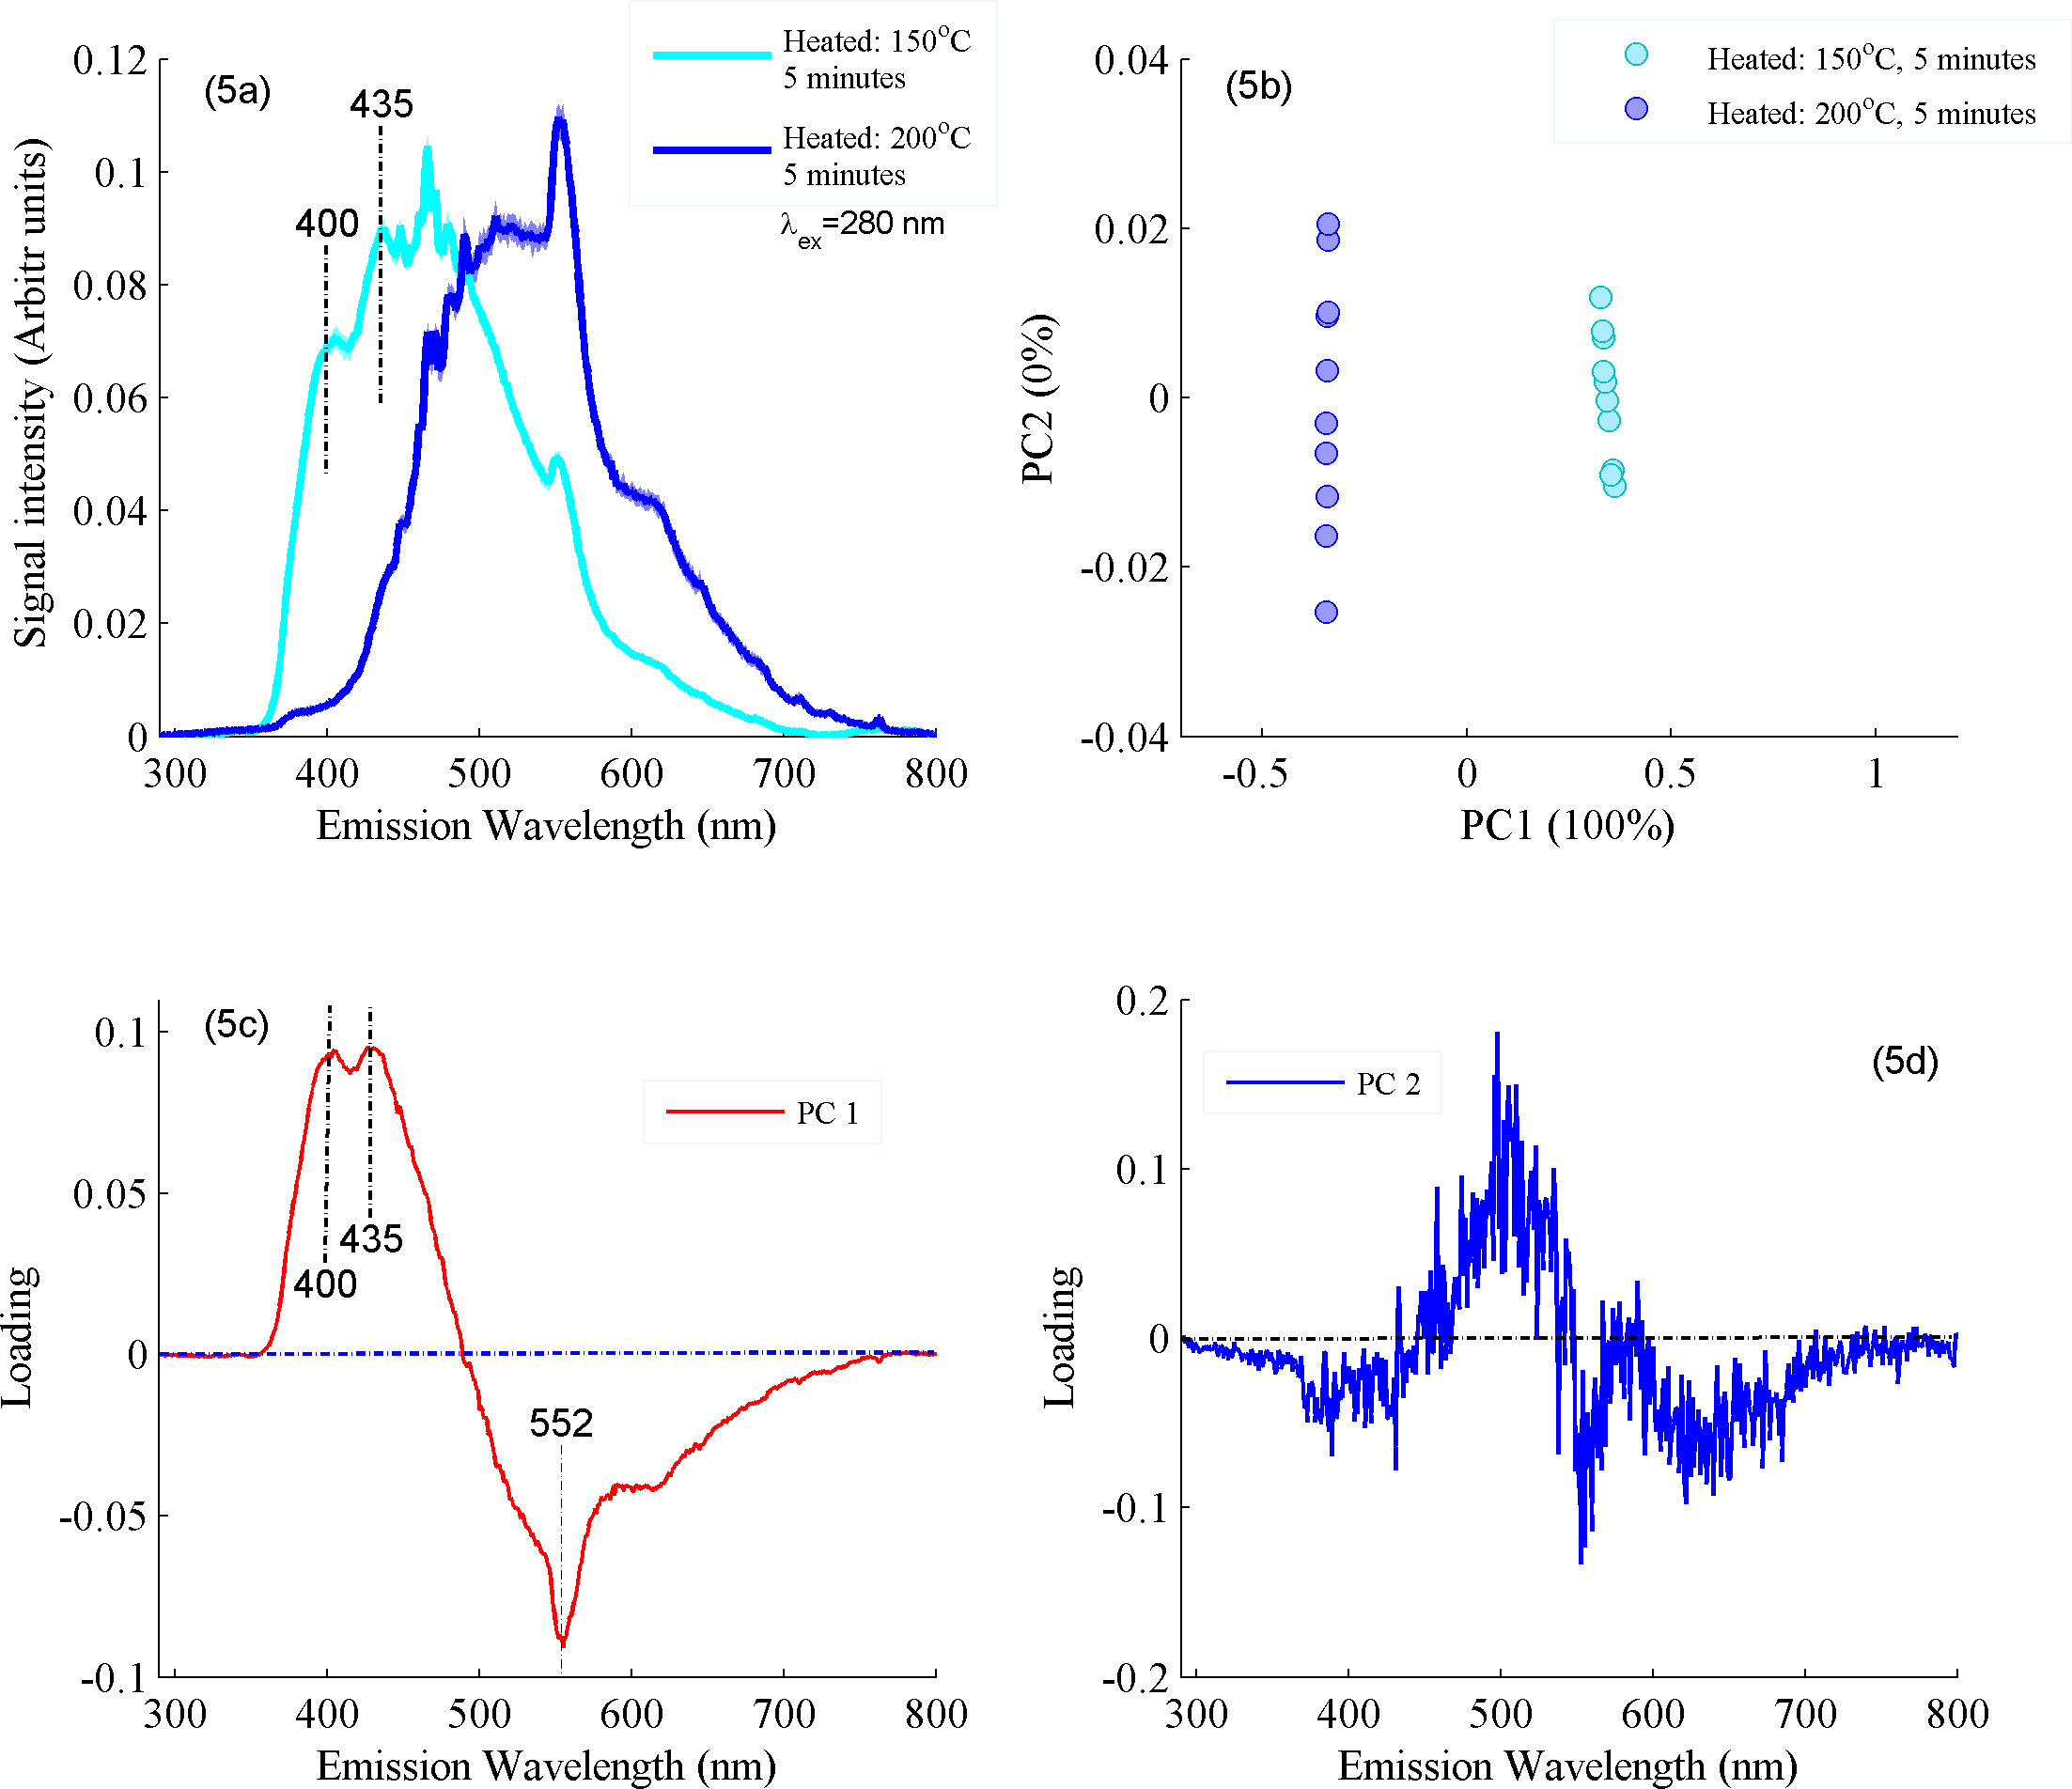 (5a)
Heated: 150°C
5 minutes
Heated: 200°C
5 minutes
λex=280 nm
435
400
0.12
0.1
0.08
0.06
0.04
0.02
0
Signal intensity (Arbitr units)
300 400 500 600 700 800
Emission Wavelength (nm)
(5b)
Heated: 150°C, 5 minutes
Heated: 200°C, 5 minutes
0.04
0.02
0
-0.02
-0.04
PC2 (0%)
-0.5 0 0.5 1
PC1 (100%)
(5c)
PC 1
435
400
552
0.1
0.05
0
-0.05
-0.1
Loading
300 400 500 600 700 800
Emission Wavelength (nm)
(5d)
PC 2
0.2
0.1
0
-0.1
-0.2
Loading
300 400 500 600 700 800
Emission Wavelength (nm)